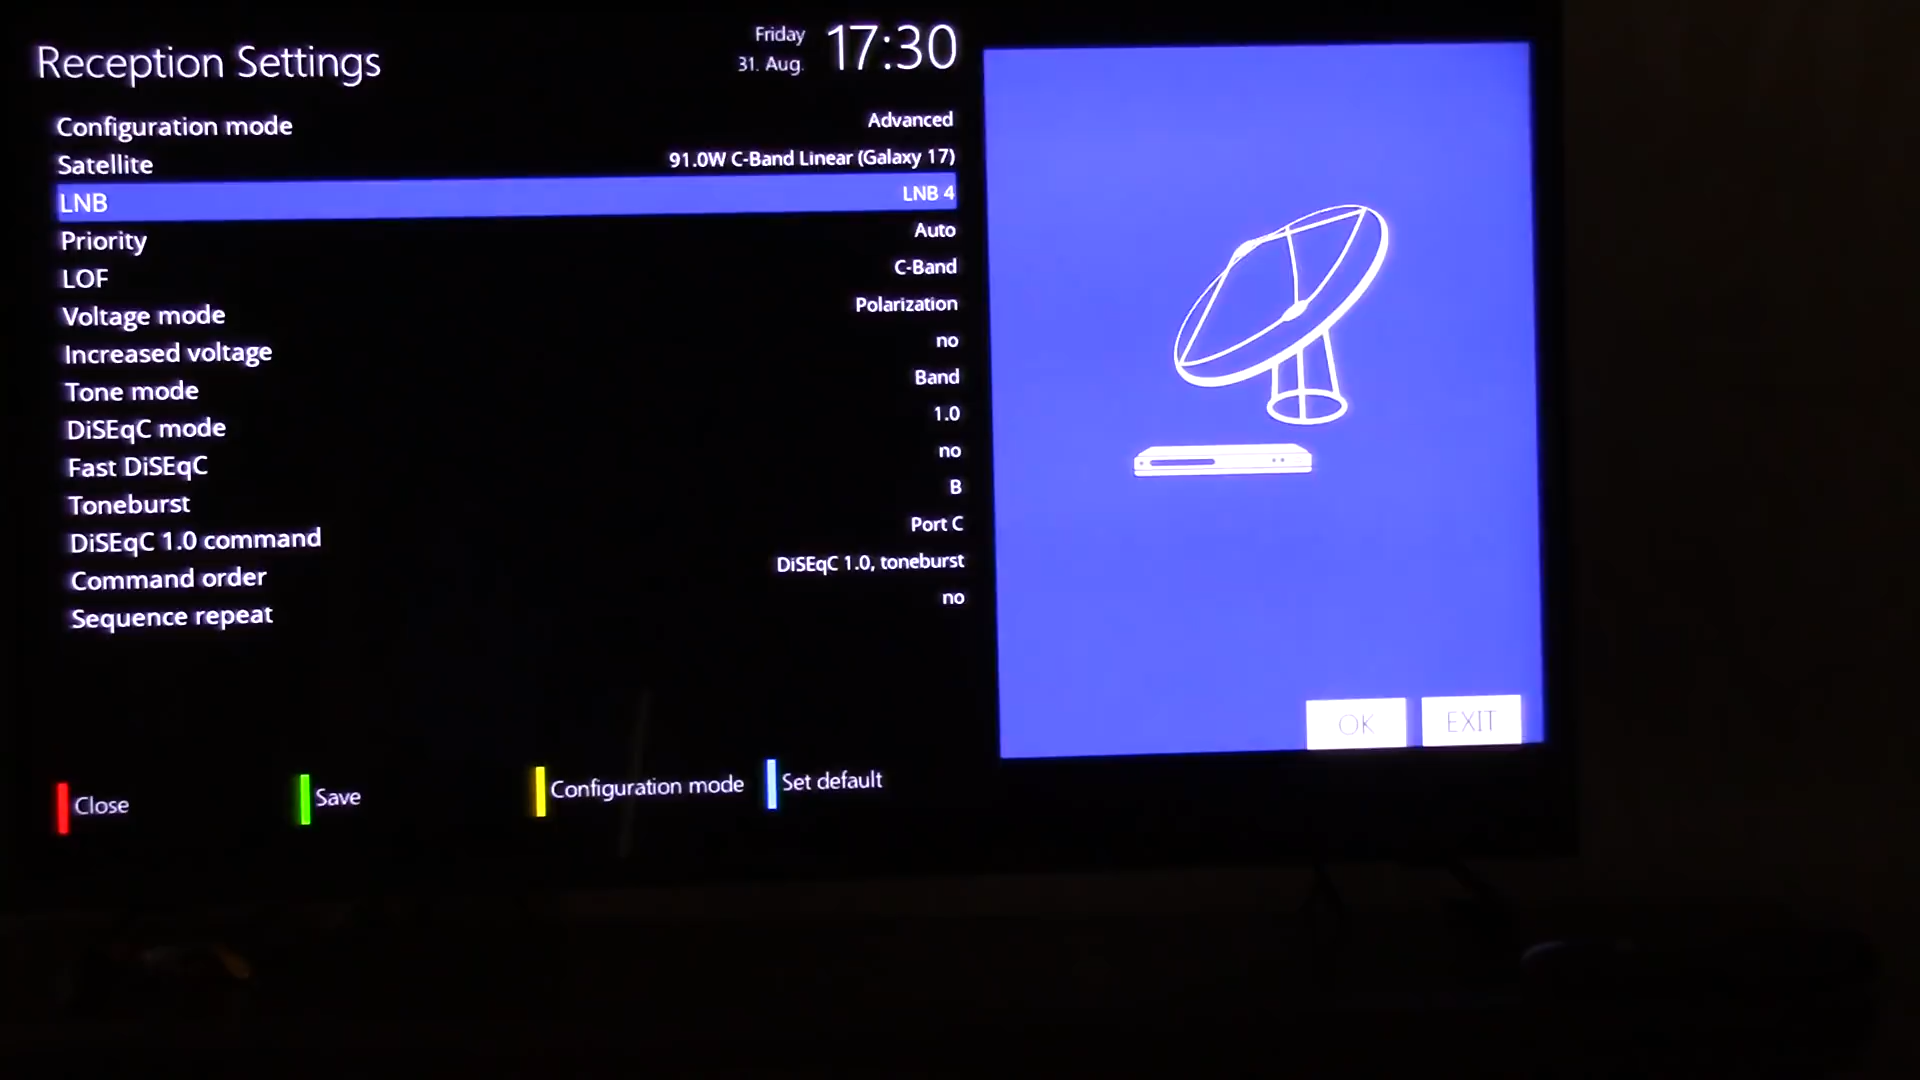 Reception Settings
Friday
31. Aug.
17:30
Configuration mode Advanced
Satellite 91.0W C-Band Linear (Galaxy 17)
LNB LNB 4
Priority Auto
LOF C-Band
Voltage mode Polarization
Increased voltage no
Tone mode Band
DiSEqC mode 1.0
Fast DiSEqC no
Toneburst B
DiSEqC 1.0 command Port C
Command order DiSEqC 1.0, toneburst
Sequence repeat no
OK EXIT
Close Save Configuration mode Set default